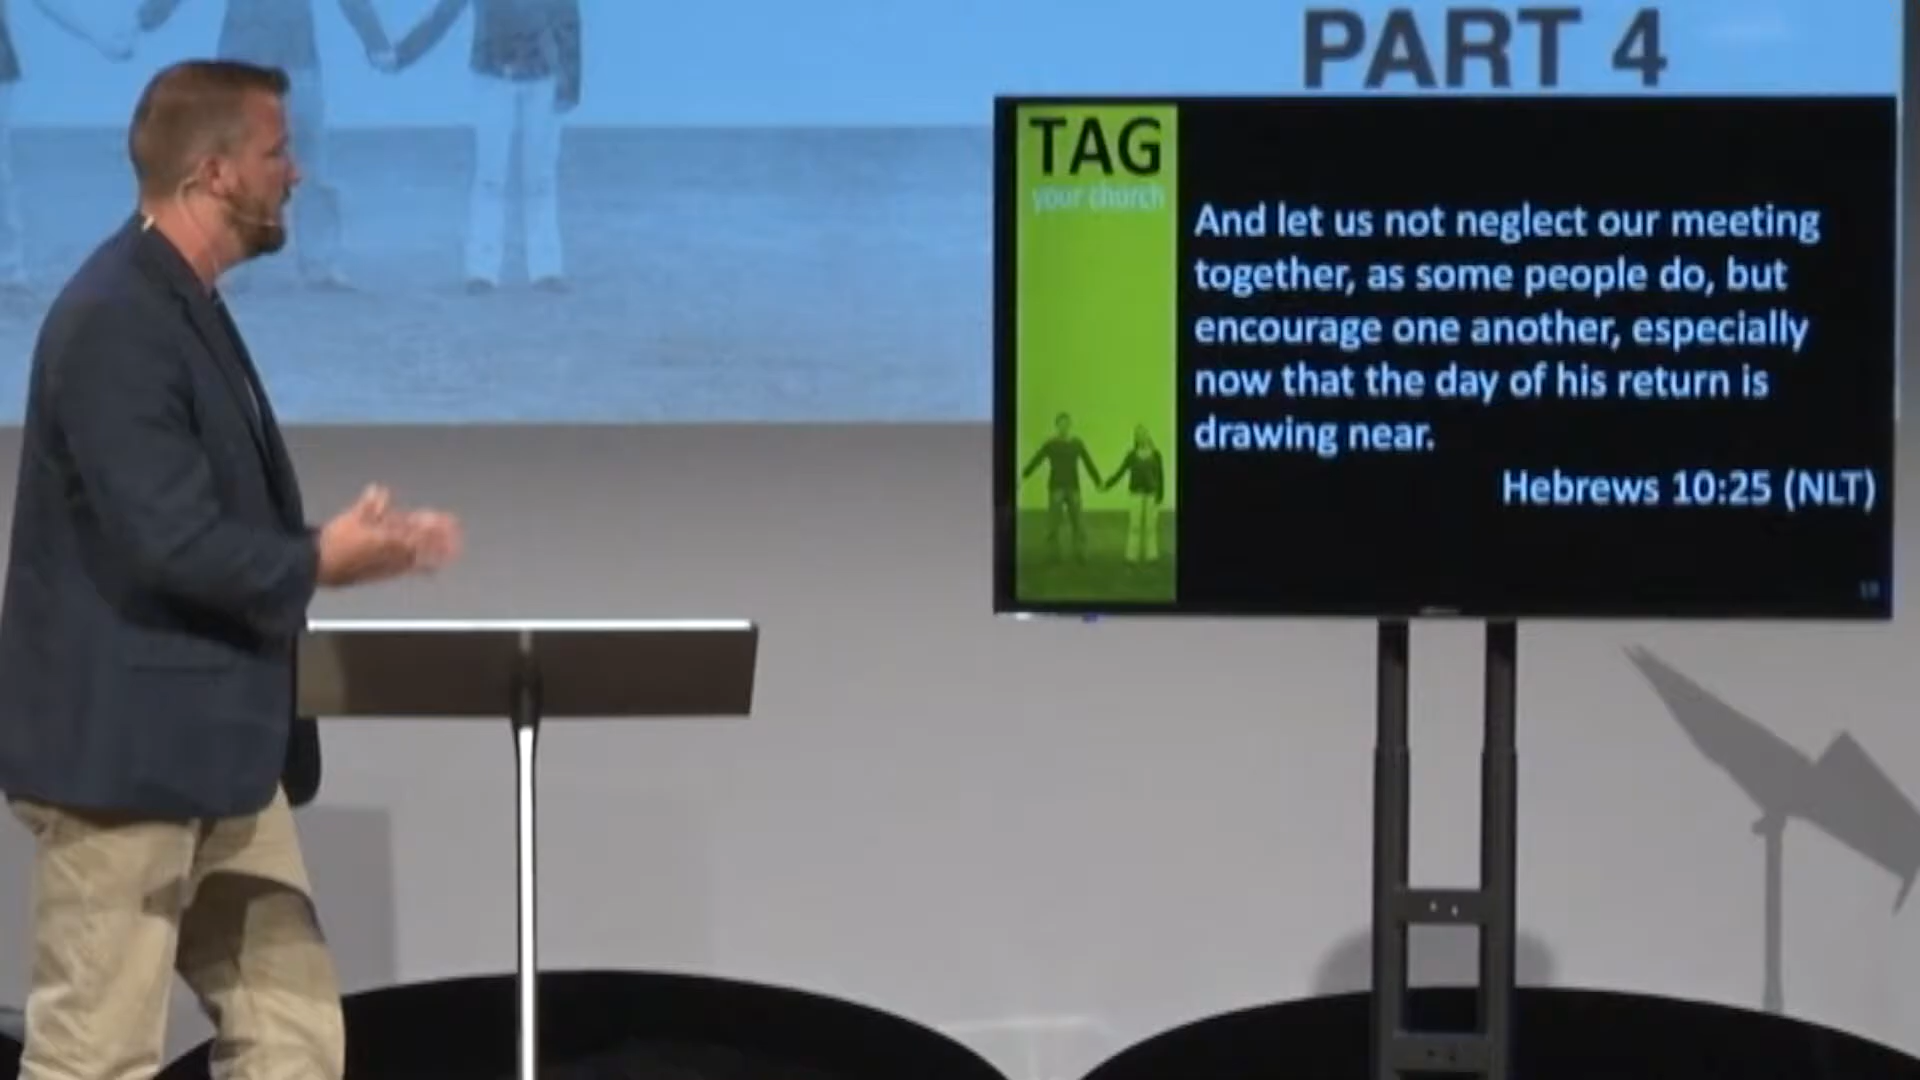 PART 4
TAG
your church
And let us not neglect our meeting
together, as some people do, but
encourage one another, especially
now that the day of his return is
drawing near.
Hebrews 10:25 (NLT)